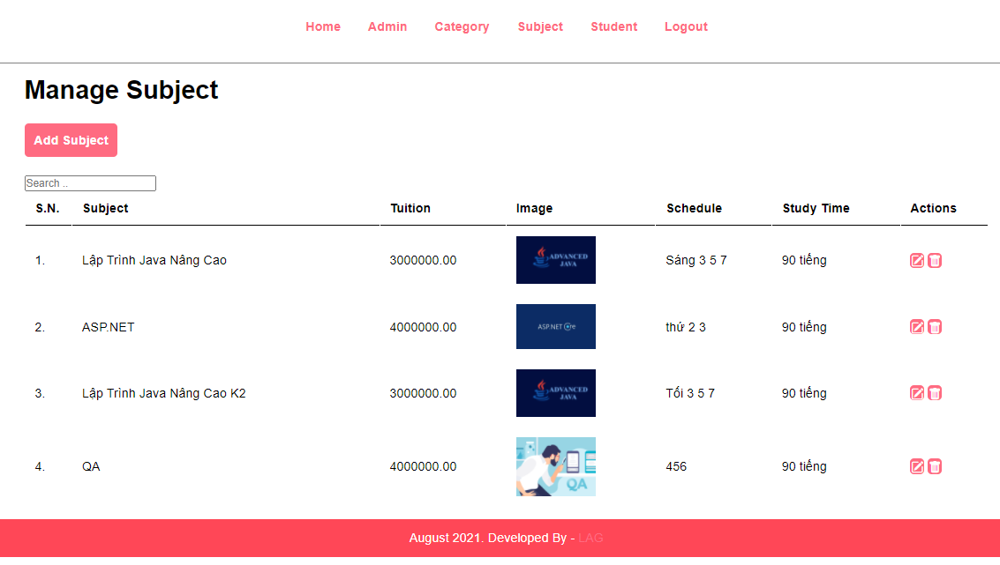 Home Admin Category Subject Student Logout
Manage Subject
Add Subject
Search ..
S.N. Subject Tuition Image Schedule Study Time Actions
1. Lập Trình Java Nâng Cao 3000000.00 ADVANCED JAVA Sáng 3 5 7 90 tiếng
2. ASP.NET 4000000.00 ASP.NET Core thứ 2 3 90 tiếng
3. Lập Trình Java Nâng Cao K2 3000000.00 ADVANCED JAVA Tối 3 5 7 90 tiếng
4. QA 4000000.00 QA 456 90 tiếng
August 2021. Developed By - LAG